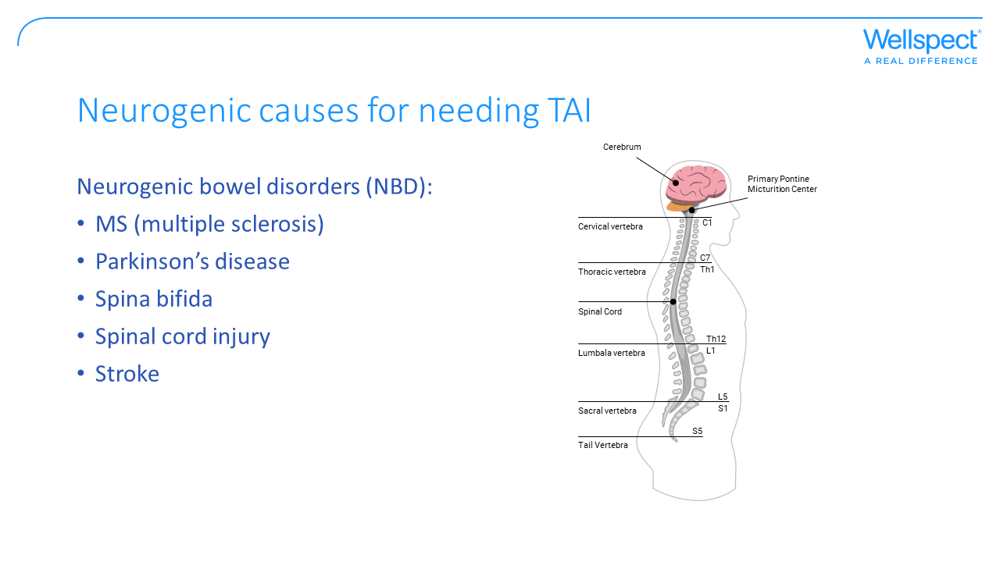 Wellspect®
A REAL DIFFERENCE
Neurogenic causes for needing TAI
Neurogenic bowel disorders (NBD):
• MS (multiple sclerosis)
• Parkinson’s disease
• Spina bifida
• Spinal cord injury
• Stroke
Cerebrum
Primary Pontine
Micturition Center
Cervical vertebra
C1
C7
Thoracic vertebra
Th1
Spinal Cord
Th12
Lumbala vertebra
L1
L5
Sacral vertebra
S1
S5
Tail Vertebra